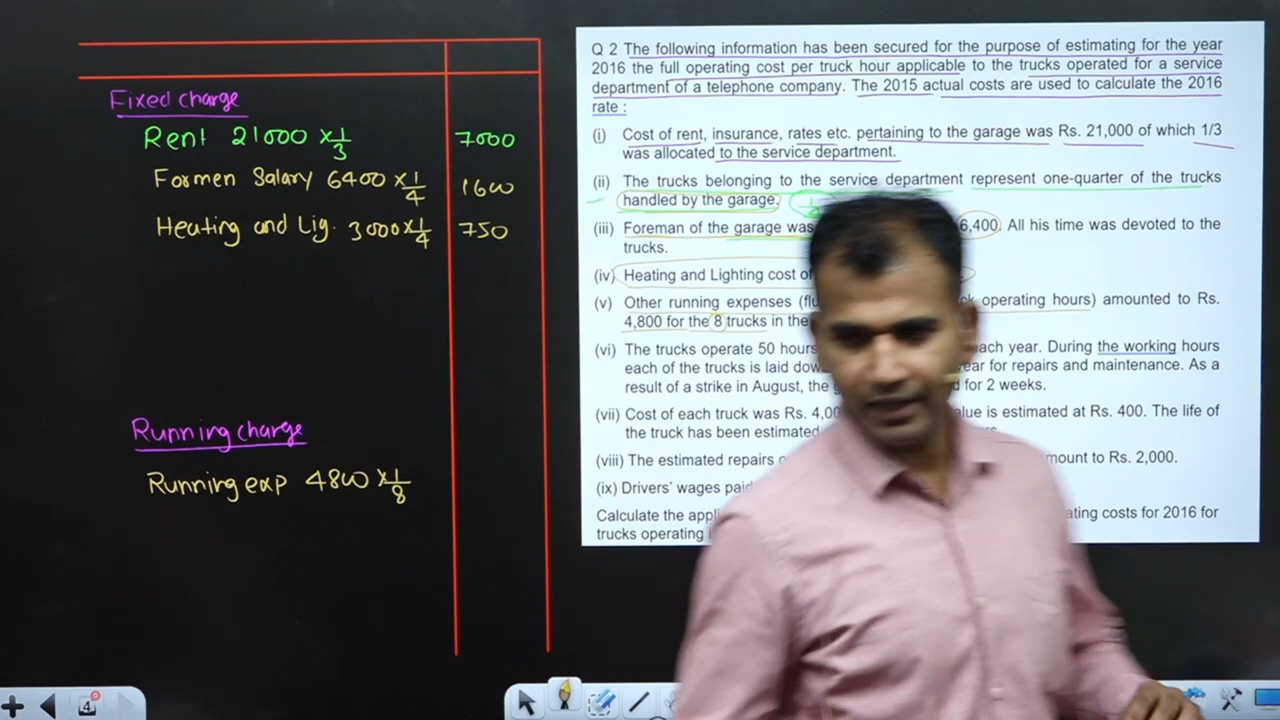 Fixed charge
Rent 21000 × 1/3 7000
Formen Salary 6400 × 1/4 1600
Heating and Lig. 3000 × 1/4 750
Running charge
Running exp 4800 × 1/8
Q 2 The following information has been secured for the purpose of estimating for the year
2016 the full operating cost per truck hour applicable to the trucks operated for a service
department of a telephone company. The 2015 actual costs are used to calculate the 2016
rate :
(i) Cost of rent, insurance, rates etc. pertaining to the garage was Rs. 21,000 of which 1/3
was allocated to the service department.
(ii) The trucks belonging to the service department represent one-quarter of the trucks
handled by the garage.
(iii) Foreman of the garage was 6,400. All his time was devoted to the
trucks.
(iv) Heating and Lighting cost of
(v) Other running expenses operating hours) amounted to Rs.
4,800 for the 8 trucks in the
(vi) The trucks operate 50 hours each year. During the working hours
each of the trucks is laid for repairs and maintenance. As a
result of a strike in August, the for 2 weeks.
(vii) Cost of each truck was Rs. is estimated at Rs. 400. The life of
the truck has been estimated
(viii) The estimated repairs to Rs. 2,000.
(ix) Drivers' wages
Calculate the costs for 2016 for
trucks operating
4